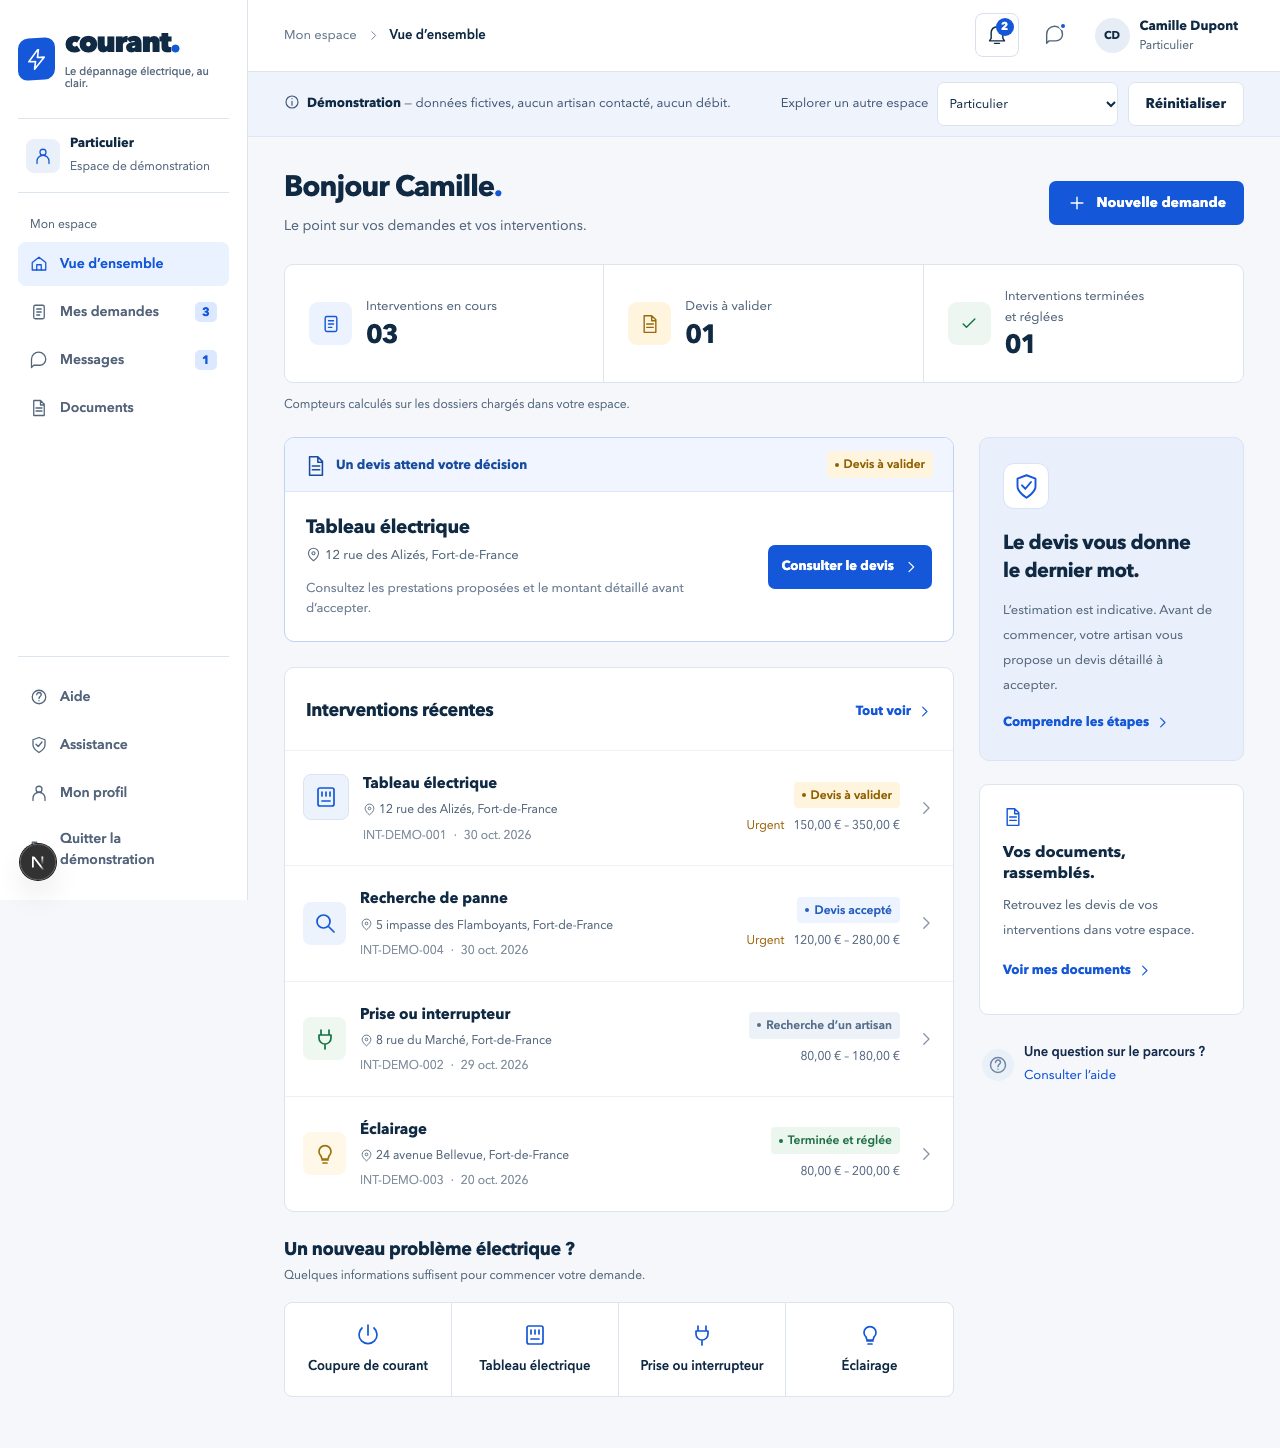 courant.
Le dépannage électrique, au
clair.
Particulier
Espace de démonstration
Mon espace
Vue d’ensemble
Mes demandes 3
Messages 1
Documents
Aide
Assistance
Mon profil
Quitter la
démonstration
N
Mon espace > Vue d’ensemble
2
CD
Camille Dupont
Particulier
Démonstration – données fictives, aucun artisan contacté, aucun débit.
Explorer un autre espace
Particulier
Réinitialiser
Bonjour Camille.
Le point sur vos demandes et vos interventions.
Nouvelle demande
Interventions en cours
03
Devis à valider
01
Interventions terminées
et réglées
01
Compteurs calculés sur les dossiers chargés dans votre espace.
Un devis attend votre décision
• Devis à valider
Tableau électrique
12 rue des Alizés, Fort-de-France
Consultez les prestations proposées et le montant détaillé avant
d’accepter.
Consulter le devis
Interventions récentes
Tout voir
Tableau électrique
12 rue des Alizés, Fort-de-France
INT-DEMO-001 · 30 oct. 2026
• Devis à valider
Urgent 150,00 € – 350,00 €
Recherche de panne
5 impasse des Flamboyants, Fort-de-France
INT-DEMO-004 · 30 oct. 2026
• Devis accepté
Urgent 120,00 € – 280,00 €
Prise ou interrupteur
8 rue du Marché, Fort-de-France
INT-DEMO-002 · 29 oct. 2026
• Recherche d’un artisan
80,00 € – 180,00 €
Éclairage
24 avenue Bellevue, Fort-de-France
INT-DEMO-003 · 20 oct. 2026
• Terminée et réglée
80,00 € – 200,00 €
Un nouveau problème électrique ?
Quelques informations suffisent pour commencer votre demande.
Coupure de courant
Tableau électrique
Prise ou interrupteur
Éclairage
Le devis vous donne
le dernier mot.
L’estimation est indicative. Avant de
commencer, votre artisan vous
propose un devis détaillé à
accepter.
Comprendre les étapes
Vos documents,
rassemblés.
Retrouvez les devis de vos
interventions dans votre espace.
Voir mes documents
Une question sur le parcours ?
Consulter l’aide